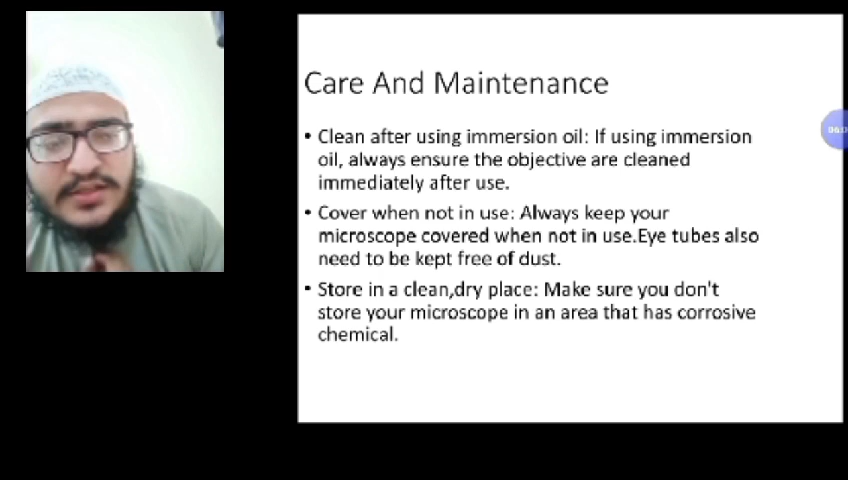 Care And Maintenance
• Clean after using immersion oil: If using immersion
oil, always ensure the objective are cleaned
immediately after use.
• Cover when not in use: Always keep your
microscope covered when not in use.Eye tubes also
need to be kept free of dust.
• Store in a clean,dry place: Make sure you don't
store your microscope in an area that has corrosive
chemical.